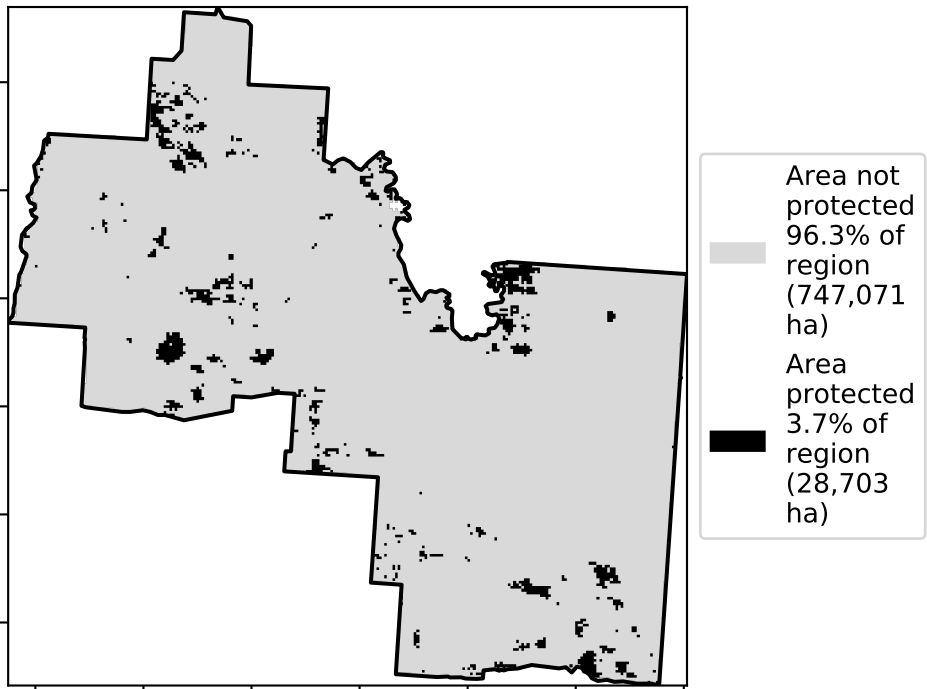 Area not
protected
96.3% of
region
(747,071
ha)
Area
protected
3.7% of
region
(28,703
ha)